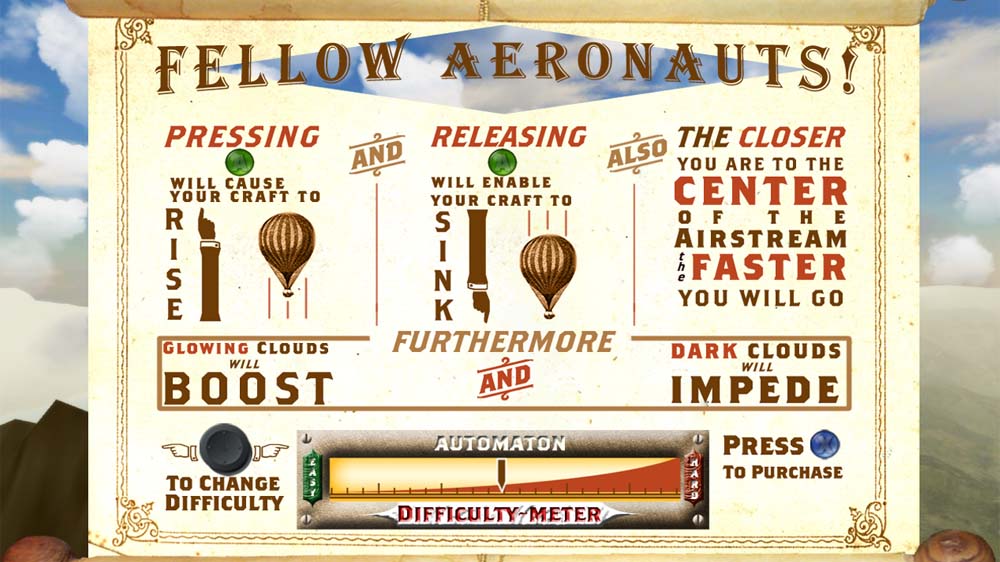 FELLOW AERONAUTS!
PRESSING
A
WILL CAUSE
YOUR CRAFT TO
RISE
AND
RELEASING
A
WILL ENABLE
YOUR CRAFT TO
SINK
ALSO
THE CLOSER
YOU ARE TO THE
CENTER
OF THE
AIRSTREAM
the FASTER
YOU WILL GO
FURTHERMORE
GLOWING CLOUDS
WILL
BOOST
AND
DARK CLOUDS
WILL
IMPEDE
TO CHANGE
DIFFICULTY
AUTOMATON
EASY
HARD
DIFFICULTY-METER
PRESS X
TO PURCHASE